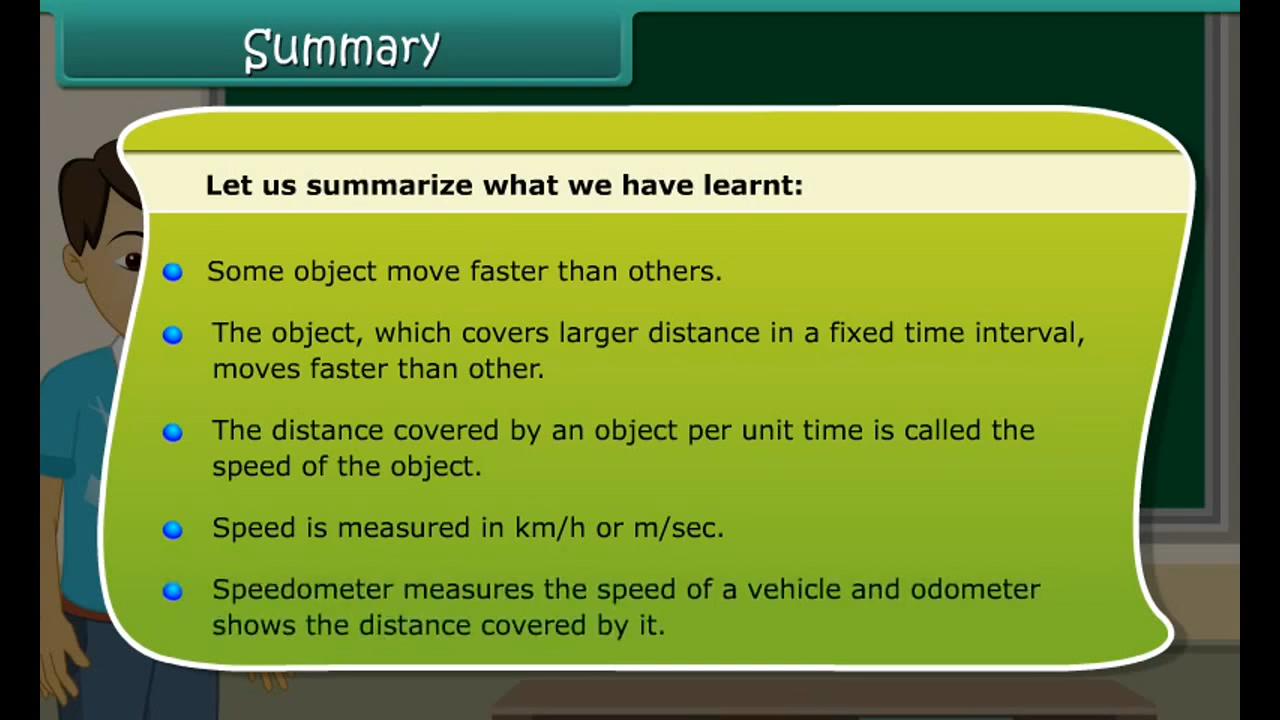 Summary
Let us summarize what we have learnt:
Some object move faster than others.
The object, which covers larger distance in a fixed time interval,
moves faster than other.
The distance covered by an object per unit time is called the
speed of the object.
Speed is measured in km/h or m/sec.
Speedometer measures the speed of a vehicle and odometer
shows the distance covered by it.